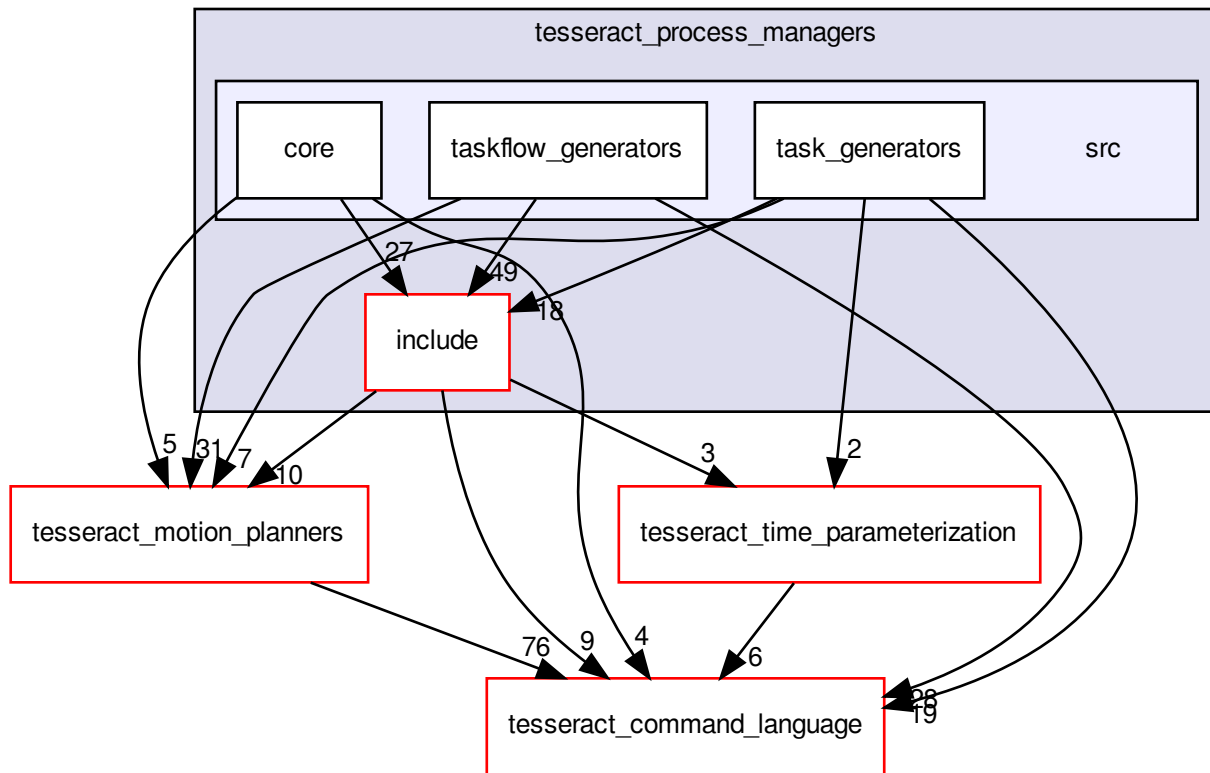 tesseract_process_managers
core
taskflow_generators
task_generators
src
27
49
18
include
5
31
7
10
3
2
tesseract_motion_planners
tesseract_time_parameterization
76
9
4
6
28
19
tesseract_command_language